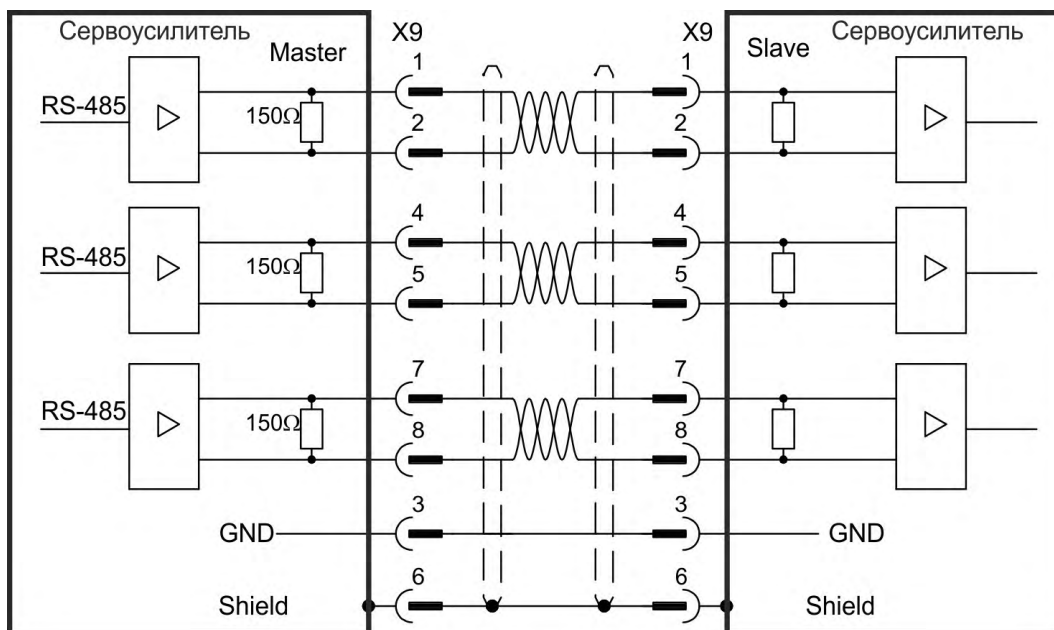 Сервоусилитель
Master
X9
X9
Slave
Сервоусилитель
1
1
RS-485
150Ω
2
2
4
4
RS-485
150Ω
5
5
7
7
RS-485
150Ω
8
8
3
3
GND
GND
6
6
Shield
Shield